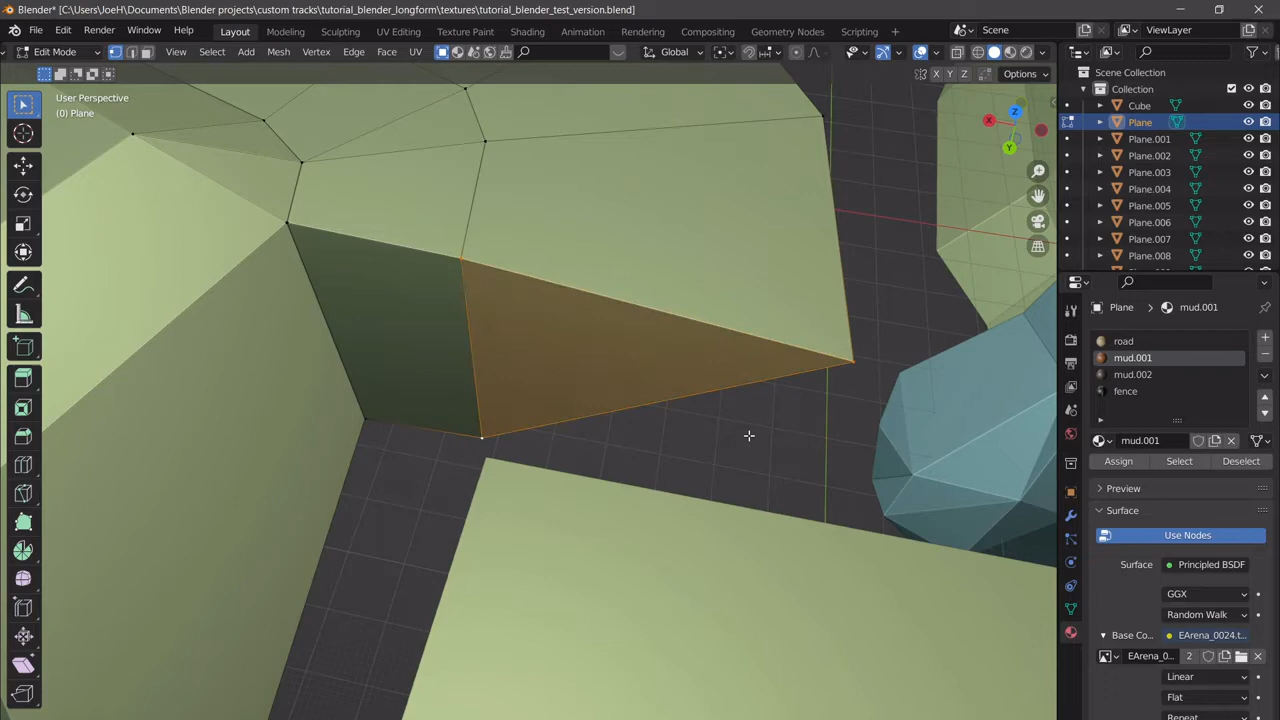 Blender* [C:\Users\JoeH\Documents\Blender projects\custom tracks\tutorial_blender_longform\textures\tutorial_blender_test_version.blend]
File Edit Render Window Help Layout Modeling Sculpting UV Editing Texture Paint Shading Animation Rendering Compositing Geometry Nodes Scripting + Scene ViewLayer
Edit Mode View Select Add Mesh Vertex Edge Face UV Global
X Y Z Options
User Perspective
(0) Plane
X Z Y
Scene Collection
Collection
Cube
Plane
Plane.001
Plane.002
Plane.003
Plane.004
Plane.005
Plane.006
Plane.007
Plane.008
Plane > mud.001
road
mud.001
mud.002
fence
mud.001
Assign Select Deselect
Preview
Surface
Use Nodes
Surface Principled BSDF
GGX
Random Walk
Base Co... EArena_0024.t...
EArena_0... 2
Linear
Flat
Repeat